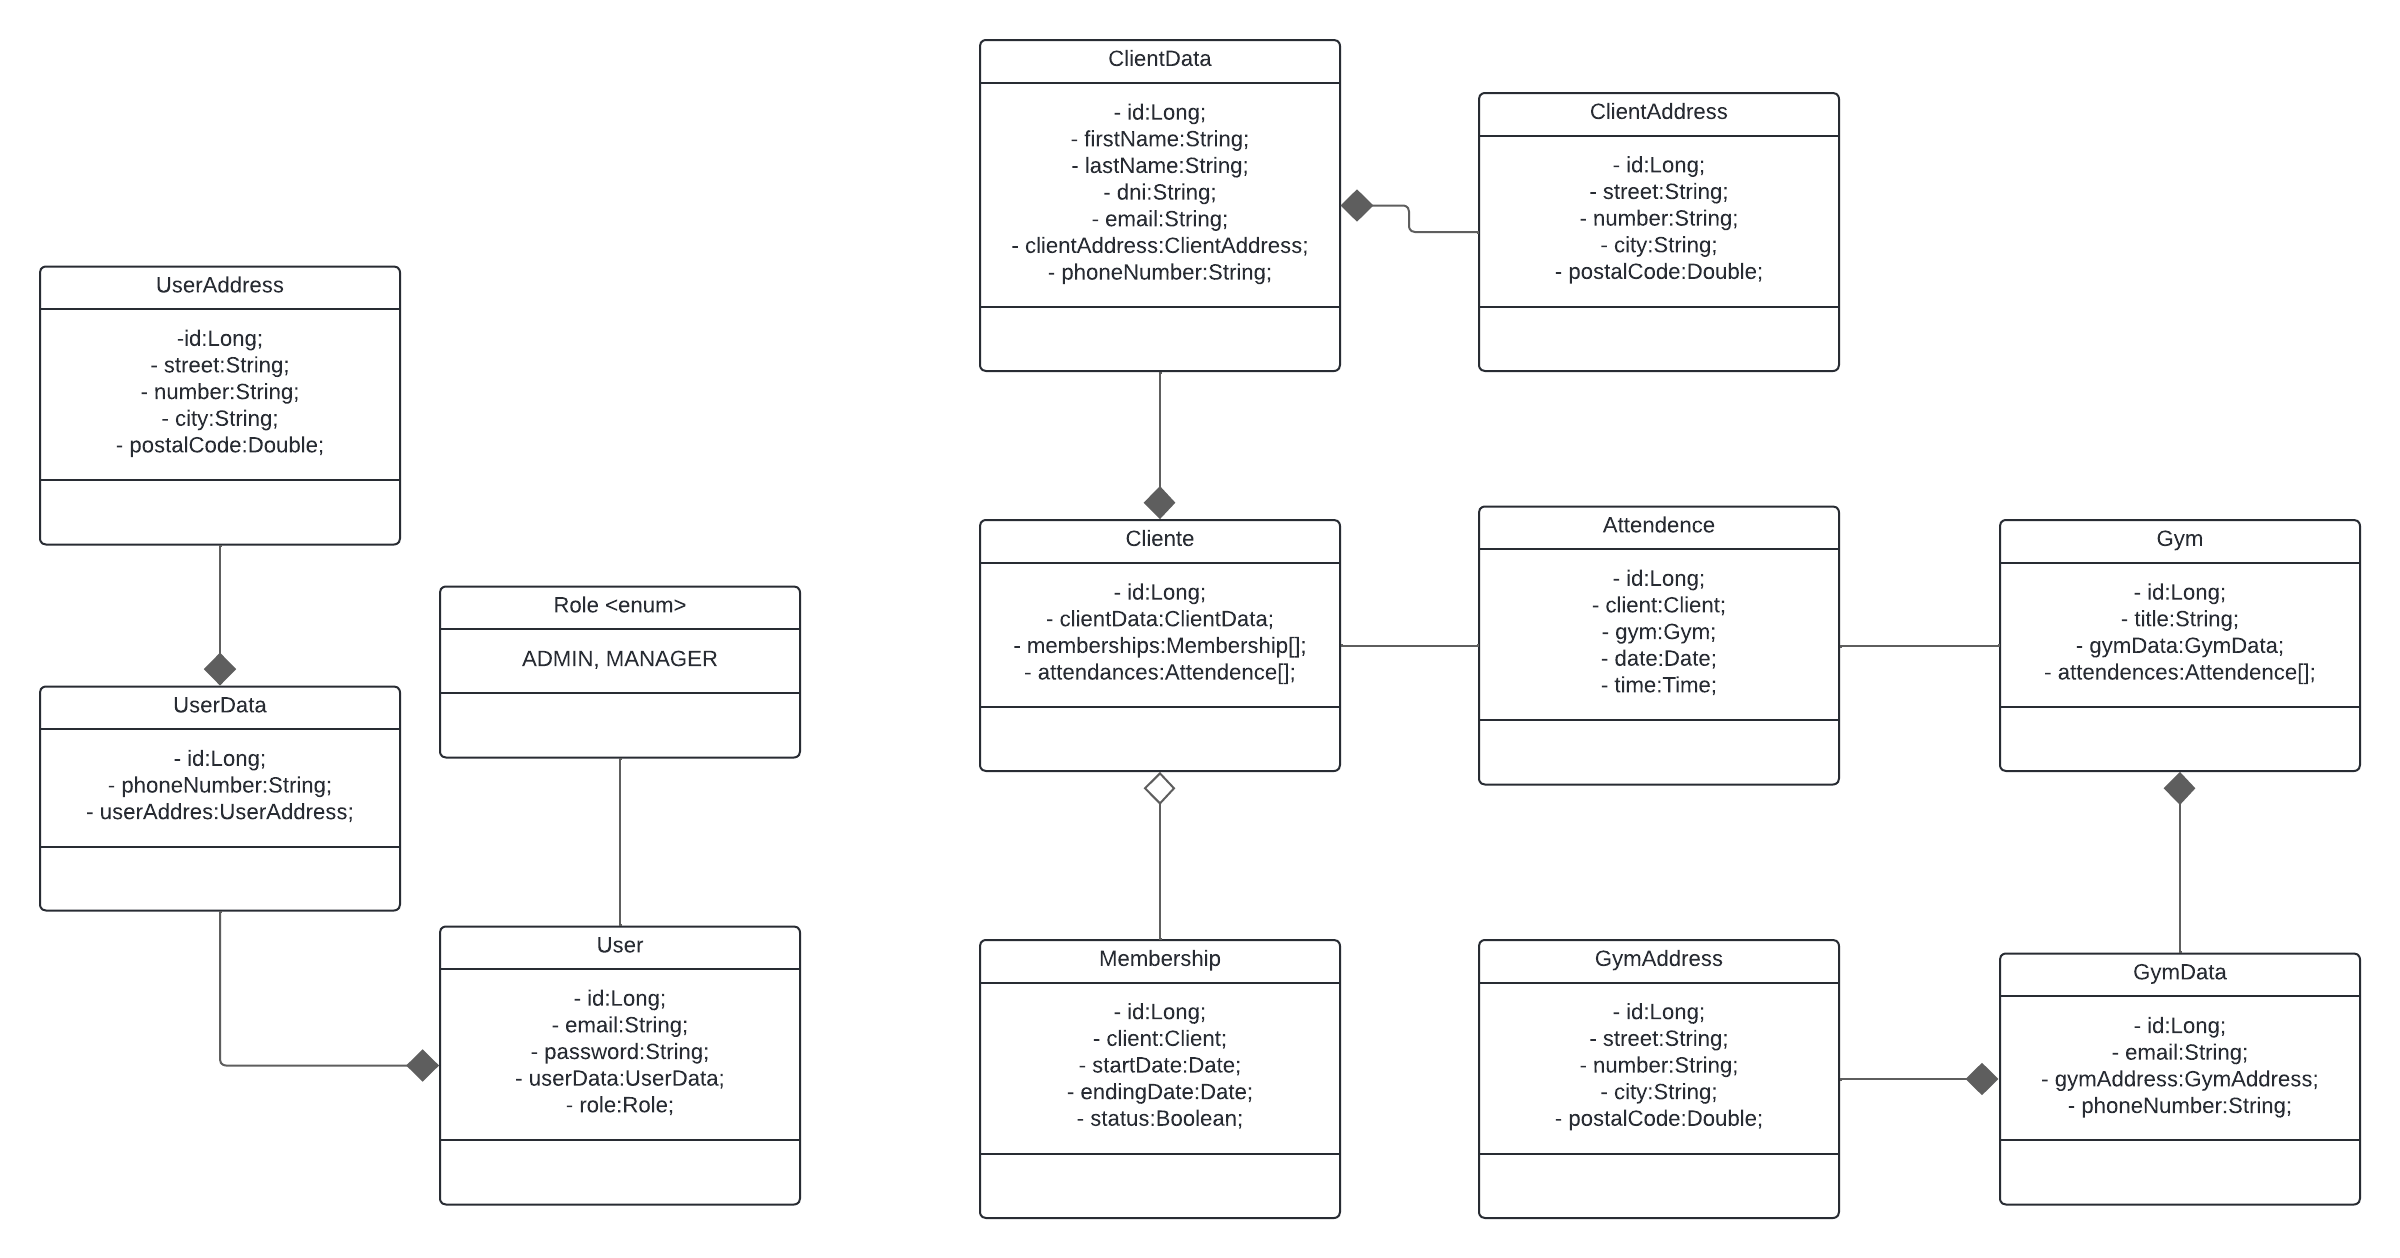 ClientData
- id:Long;
- firstName:String;
- lastName:String;
- dni:String;
- email:String;
- clientAddress:ClientAddress;
- phoneNumber:String;
ClientAddress
- id:Long;
- street:String;
- number:String;
- city:String;
- postalCode:Double;
UserAddress
-id:Long;
- street:String;
- number:String;
- city:String;
- postalCode:Double;
Role <enum>
ADMIN, MANAGER
UserData
- id:Long;
- phoneNumber:String;
- userAddres:UserAddress;
User
- id:Long;
- email:String;
- password:String;
- userData:UserData;
- role:Role;
Cliente
- id:Long;
- clientData:ClientData;
- memberships:Membership[];
- attendances:Attendence[];
Attendence
- id:Long;
- client:Client;
- gym:Gym;
- date:Date;
- time:Time;
Gym
- id:Long;
- title:String;
- gymData:GymData;
- attendences:Attendence[];
Membership
- id:Long;
- client:Client;
- startDate:Date;
- endingDate:Date;
- status:Boolean;
GymAddress
- id:Long;
- street:String;
- number:String;
- city:String;
- postalCode:Double;
GymData
- id:Long;
- email:String;
- gymAddress:GymAddress;
- phoneNumber:String;